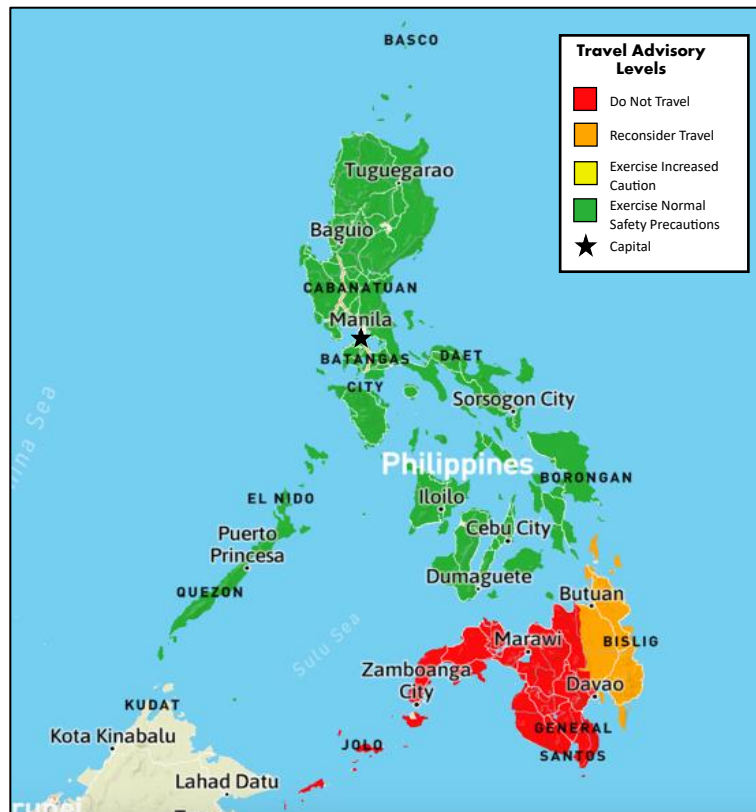 BASCO
Travel Advisory
Levels
Do Not Travel
Reconsider Travel
Exercise Increased
Caution
Exercise Normal
Safety Precautions
Capital
Tuguegarao
Baguio
CABANATUAN
Manila
BATANGAS
CITY
DAET
Sorsogon City
Philippines
BORONGAN
EL NIDO
Iloilo
Puerto
Princesa
Cebu City
QUEZON
Dumaguete
Butuan
Sulu Sea
Marawi
BISLIG
Zamboanga
City
Davao
KUDAT
GENERAL
SANTOS
Kota Kinabalu
JOLO
Lahad Datu